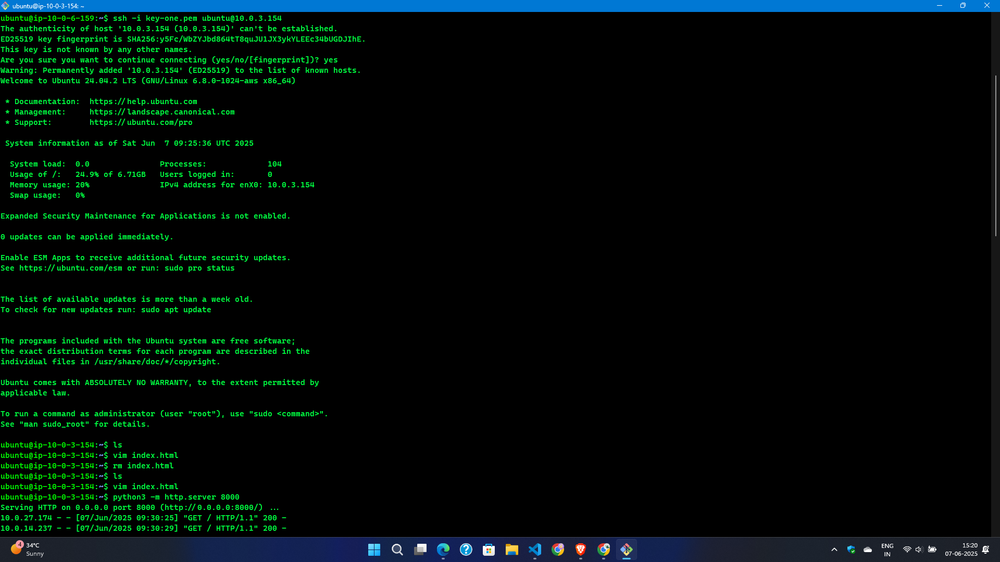 ubuntu@ip-10-0-3-154: ~
ubuntu@ip-10-0-6-159:~$ ssh -i key-one.pem ubuntu@10.0.3.154
The authenticity of host '10.0.3.154 (10.0.3.154)' can't be established.
ED25519 key fingerprint is SHA256:y5Fc/WbZYJbd864tT8quJU1JX3ykYLEEc34bUGDJIhE.
This key is not known by any other names.
Are you sure you want to continue connecting (yes/no/[fingerprint])? yes
Warning: Permanently added '10.0.3.154' (ED25519) to the list of known hosts.
Welcome to Ubuntu 24.04.2 LTS (GNU/Linux 6.8.0-1024-aws x86_64)
* Documentation:  https://help.ubuntu.com
* Management:     https://landscape.canonical.com
* Support:        https://ubuntu.com/pro
System information as of Sat Jun  7 09:25:36 UTC 2025
System load:  0.0               Processes:             104
Usage of /:   24.9% of 6.71GB   Users logged in:       0
Memory usage: 20%               IPv4 address for enX0: 10.0.3.154
Swap usage:   0%
Expanded Security Maintenance for Applications is not enabled.
0 updates can be applied immediately.
Enable ESM Apps to receive additional future security updates.
See https://ubuntu.com/esm or run: sudo pro status
The list of available updates is more than a week old.
To check for new updates run: sudo apt update
The programs included with the Ubuntu system are free software;
the exact distribution terms for each program are described in the
individual files in /usr/share/doc/*/copyright.
Ubuntu comes with ABSOLUTELY NO WARRANTY, to the extent permitted by
applicable law.
To run a command as administrator (user "root"), use "sudo <command>".
See "man sudo_root" for details.
ubuntu@ip-10-0-3-154:~$ ls
ubuntu@ip-10-0-3-154:~$ vim index.html
ubuntu@ip-10-0-3-154:~$ rm index.html
ubuntu@ip-10-0-3-154:~$ ls
ubuntu@ip-10-0-3-154:~$ vim index.html
ubuntu@ip-10-0-3-154:~$ python3 -m http.server 8000
Serving HTTP on 0.0.0.0 port 8000 (http://0.0.0.0:8000/) ...
10.0.27.174 - - [07/Jun/2025 09:30:25] "GET / HTTP/1.1" 200 -
10.0.14.237 - - [07/Jun/2025 09:30:29] "GET / HTTP/1.1" 200 -
4
34°C
Sunny
ENG
IN
15:20
07-06-2025